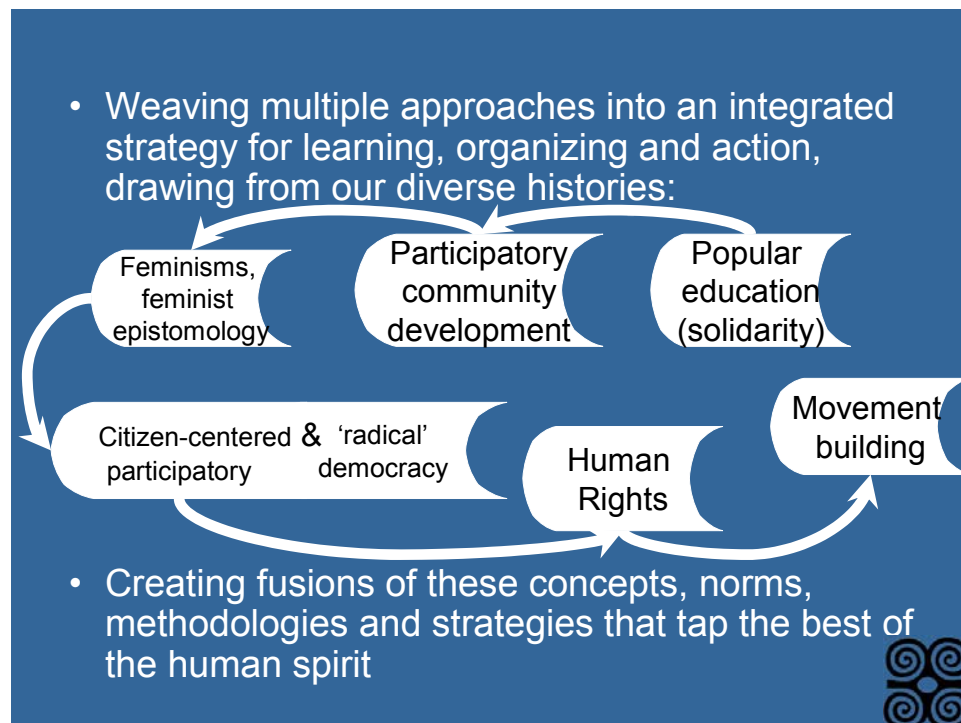 • Weaving multiple approaches into an integrated
strategy for learning, organizing and action,
drawing from our diverse histories:
Feminisms,
feminist
epistomology
Participatory
community
development
Popular
education
(solidarity)
Citizen-centered & 'radical'
participatory democracy
Human
Rights
Movement
building
• Creating fusions of these concepts, norms,
methodologies and strategies that tap the best of
the human spirit